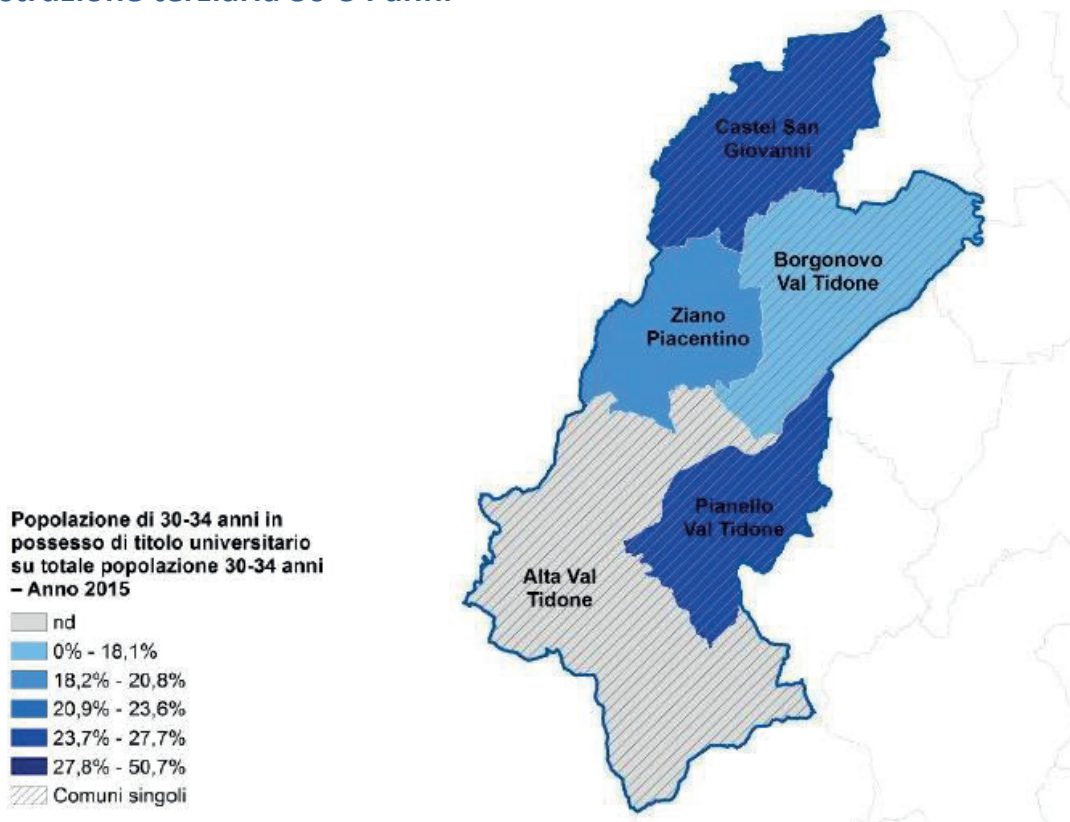 Castel San
Giovanni
Borgonovo
Val Tidone
Ziano
Piacentino
Pianello
Val Tidone
Alta Val
Tidone
Popolazione di 30-34 anni in
possesso di titolo universitario
su totale popolazione 30-34 anni
– Anno 2015
nd
0% - 18,1%
18,2% - 20,8%
20,9% - 23,6%
23,7% - 27,7%
27,8% - 50,7%
Comuni singoli